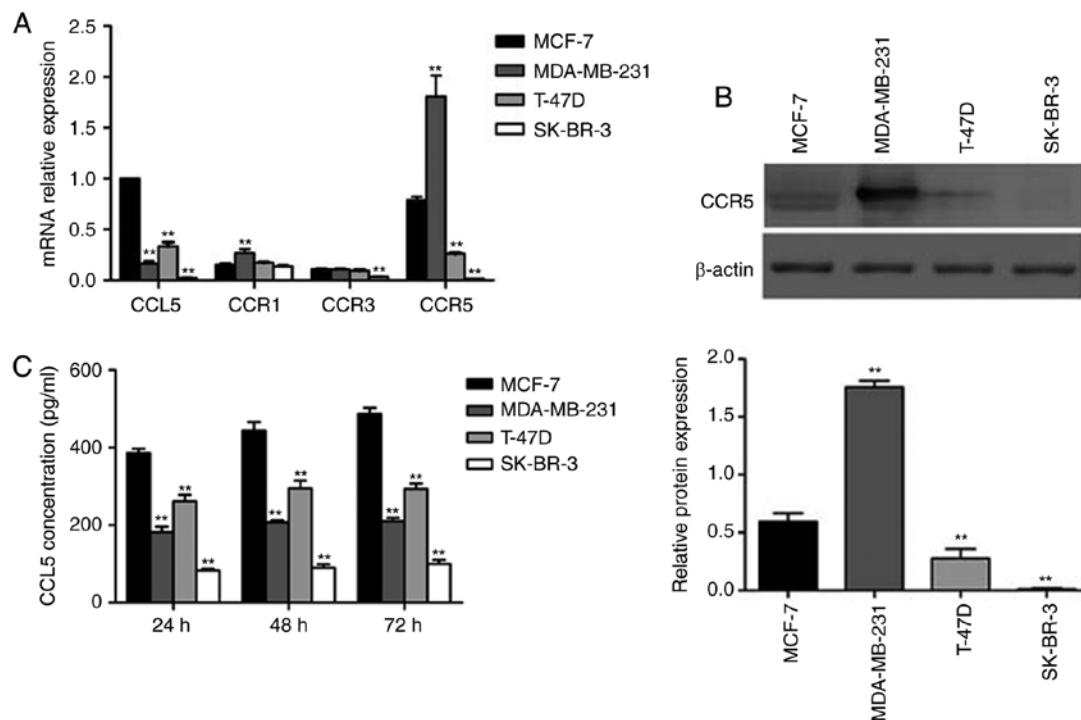 A
mRNA relative expression
2.5
2.0
1.5
1.0
0.5
0.0
**
**
**
**
**
**
**
**
CCL5
CCR1
CCR3
CCR5
MCF-7
MDA-MB-231
T-47D
SK-BR-3
B
MCF-7
MDA-MB-231
T-47D
SK-BR-3
CCR5
β-actin
C
CCL5 concentration (pg/ml)
600
400
200
0
**
**
**
**
**
**
**
**
**
24 h
48 h
72 h
MCF-7
MDA-MB-231
T-47D
SK-BR-3
Relative protein expression
2.0
1.5
1.0
0.5
0.0
**
**
**
MCF-7
MDA-MB-231
T-47D
SK-BR-3